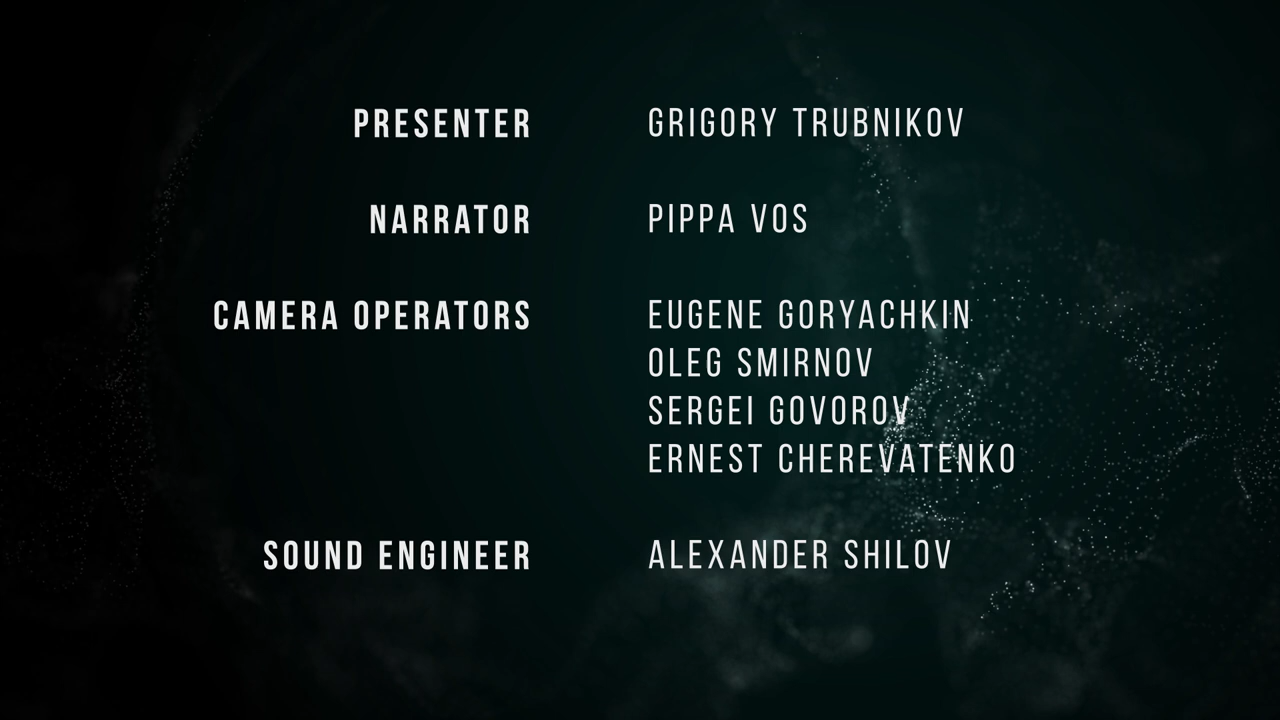 PRESENTER GRIGORY TRUBNIKOV
NARRATOR PIPPA VOS
CAMERA OPERATORS EUGENE GORYACHKIN
OLEG SMIRNOV
SERGEI GOVOROV
ERNEST CHEREVATENKO
SOUND ENGINEER ALEXANDER SHILOV